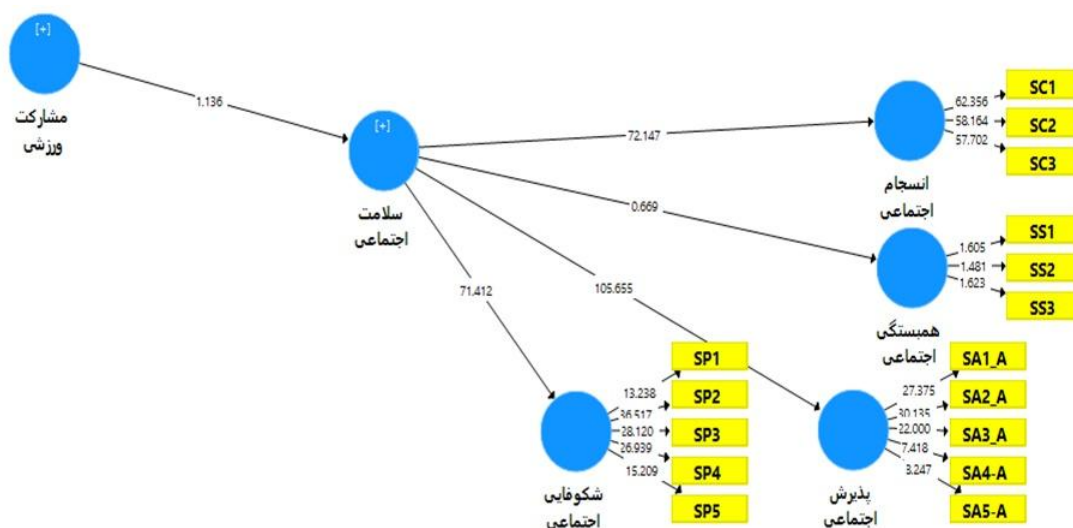 [+]
مشارکت
ورزشی
1.136
[+]
سلامت
اجتماعی
72.147
0.669
105.655
71.412
انسجام
اجتماعی
62.356
58.164
57.702
SC1
SC2
SC3
همبستگی
اجتماعی
1.605
1.481
1.623
SS1
SS2
SS3
شکوفایی
اجتماعی
13.238
36.517
28.120
26.939
15.209
SP1
SP2
SP3
SP4
SP5
پذیرش
اجتماعی
27.375
30.135
22.000
7.418
SA1_A
SA2_A
SA3_A
SA4-A
SA5-A